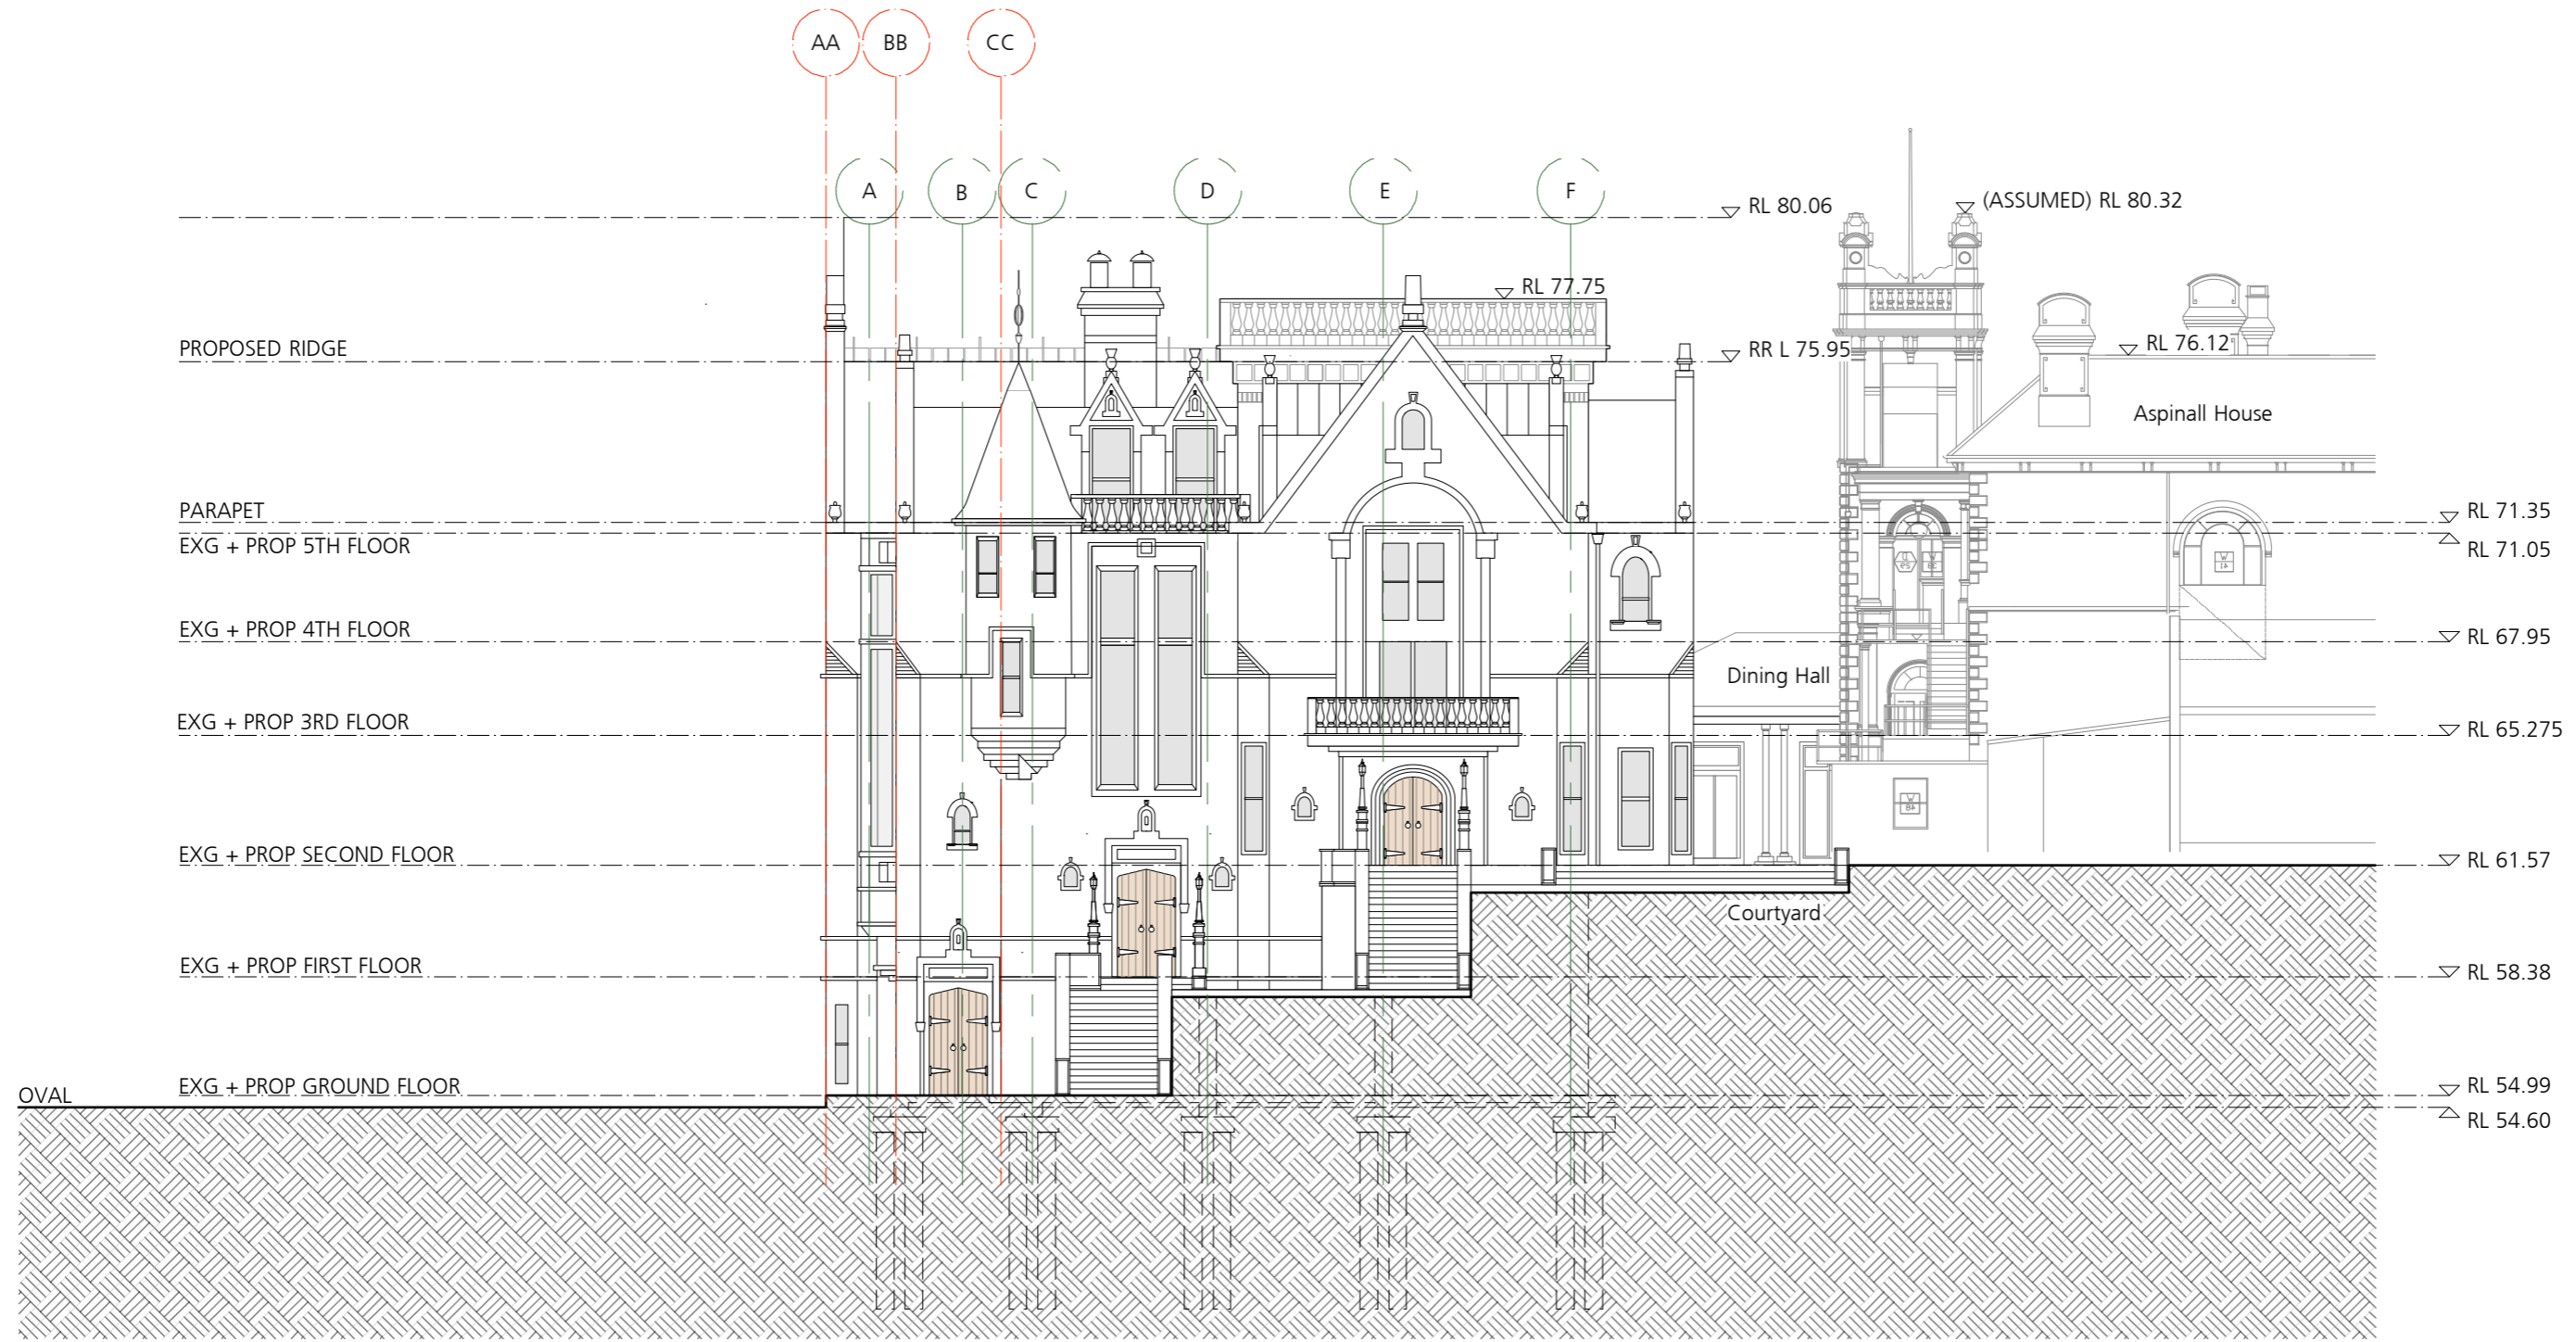 AA BB CC
A B C D E F
RL 80.06
(ASSUMED) RL 80.32
RL 77.75
PROPOSED RIDGE
RR L 75.95
RL 76.12
Aspinall House
PARAPET
RL 71.35
EXG + PROP 5TH FLOOR
RL 71.05
EXG + PROP 4TH FLOOR
RL 67.95
Dining Hall
EXG + PROP 3RD FLOOR
RL 65.275
EXG + PROP SECOND FLOOR
RL 61.57
Courtyard
EXG + PROP FIRST FLOOR
RL 58.38
EXG + PROP GROUND FLOOR
RL 54.99
OVAL
RL 54.60